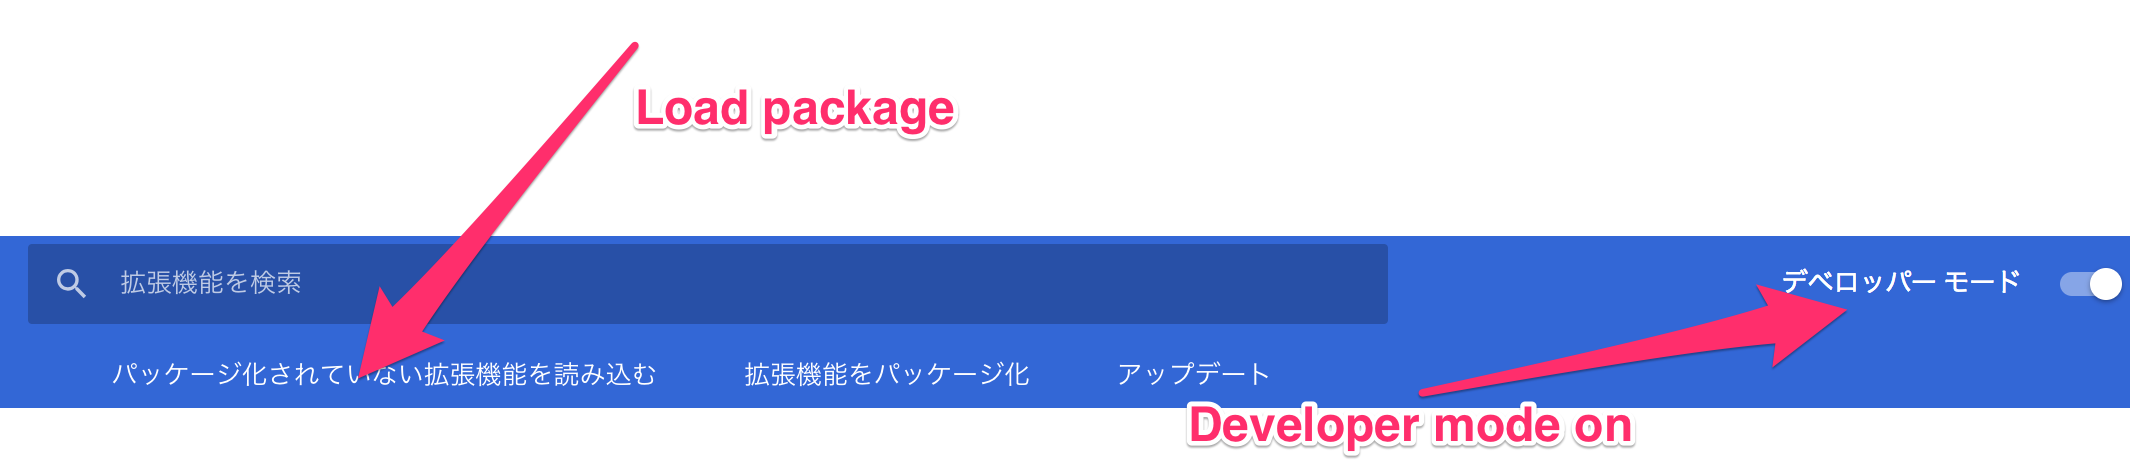 Load package
拡張機能を検索
デベロッパー モード
パッケージ化されていない拡張機能を読み込む
拡張機能をパッケージ化
アップデート
Developer mode on